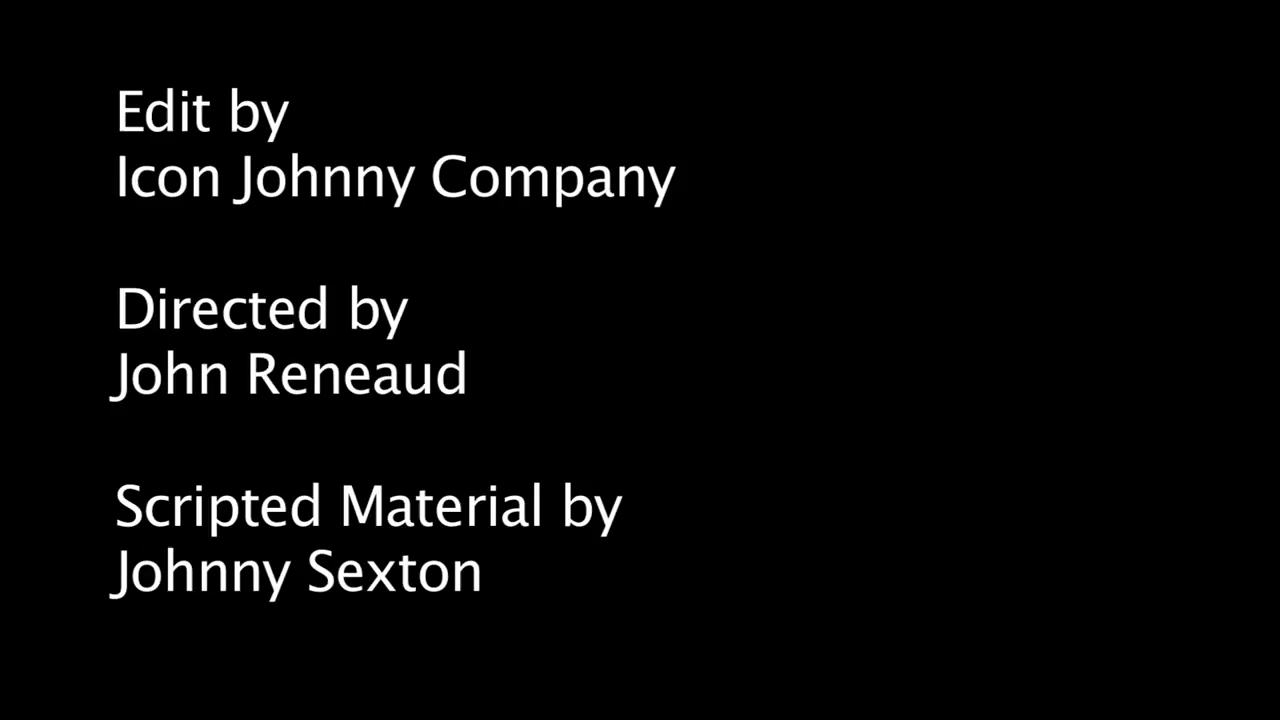 Edit by
Icon Johnny Company
Directed by
John Reneaud
Scripted Material by
Johnny Sexton